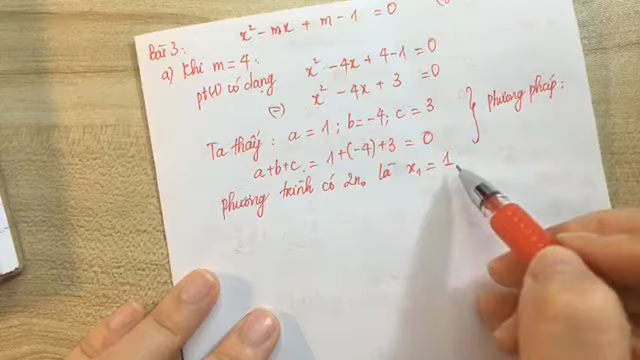 x² - mx + m - 1 = 0
Bài 3:
a) Khi m = 4.
pt(1) có dạng x² - 4x + 4 - 1 = 0
(=) x² - 4x + 3 = 0
Ta thấy: a = 1; b = -4; c = 3
a+b+c = 1+(-4)+3 = 0
phương pháp:
phương trình có 2n₀ là x₁ = 1